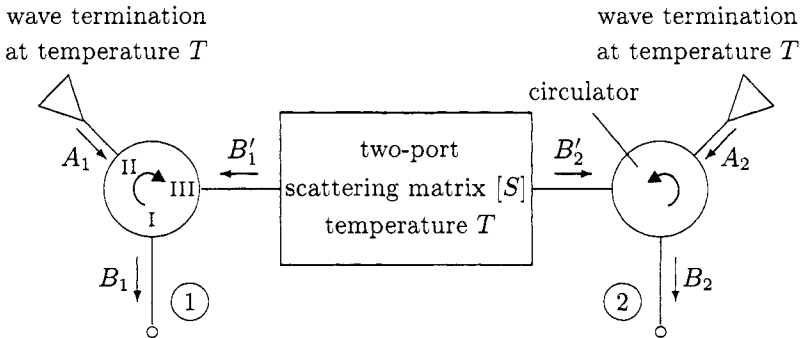 wave termination
at temperature T
wave termination
at temperature T
circulator
A₁
II
III
I
B′₁
two-port
scattering matrix [S]
temperature T
B′₂
A₂
B₁
1
2
B₂